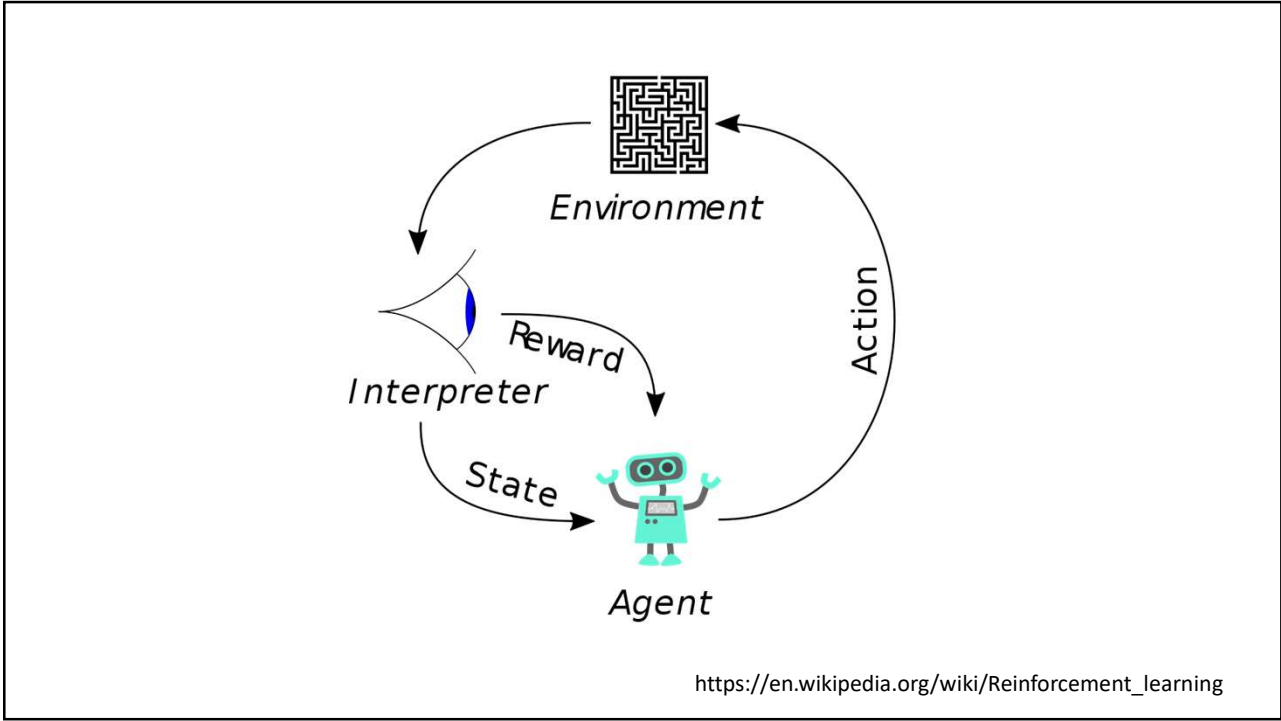 Environment
Action
Reward
Interpreter
State
Agent
https://en.wikipedia.org/wiki/Reinforcement_learning